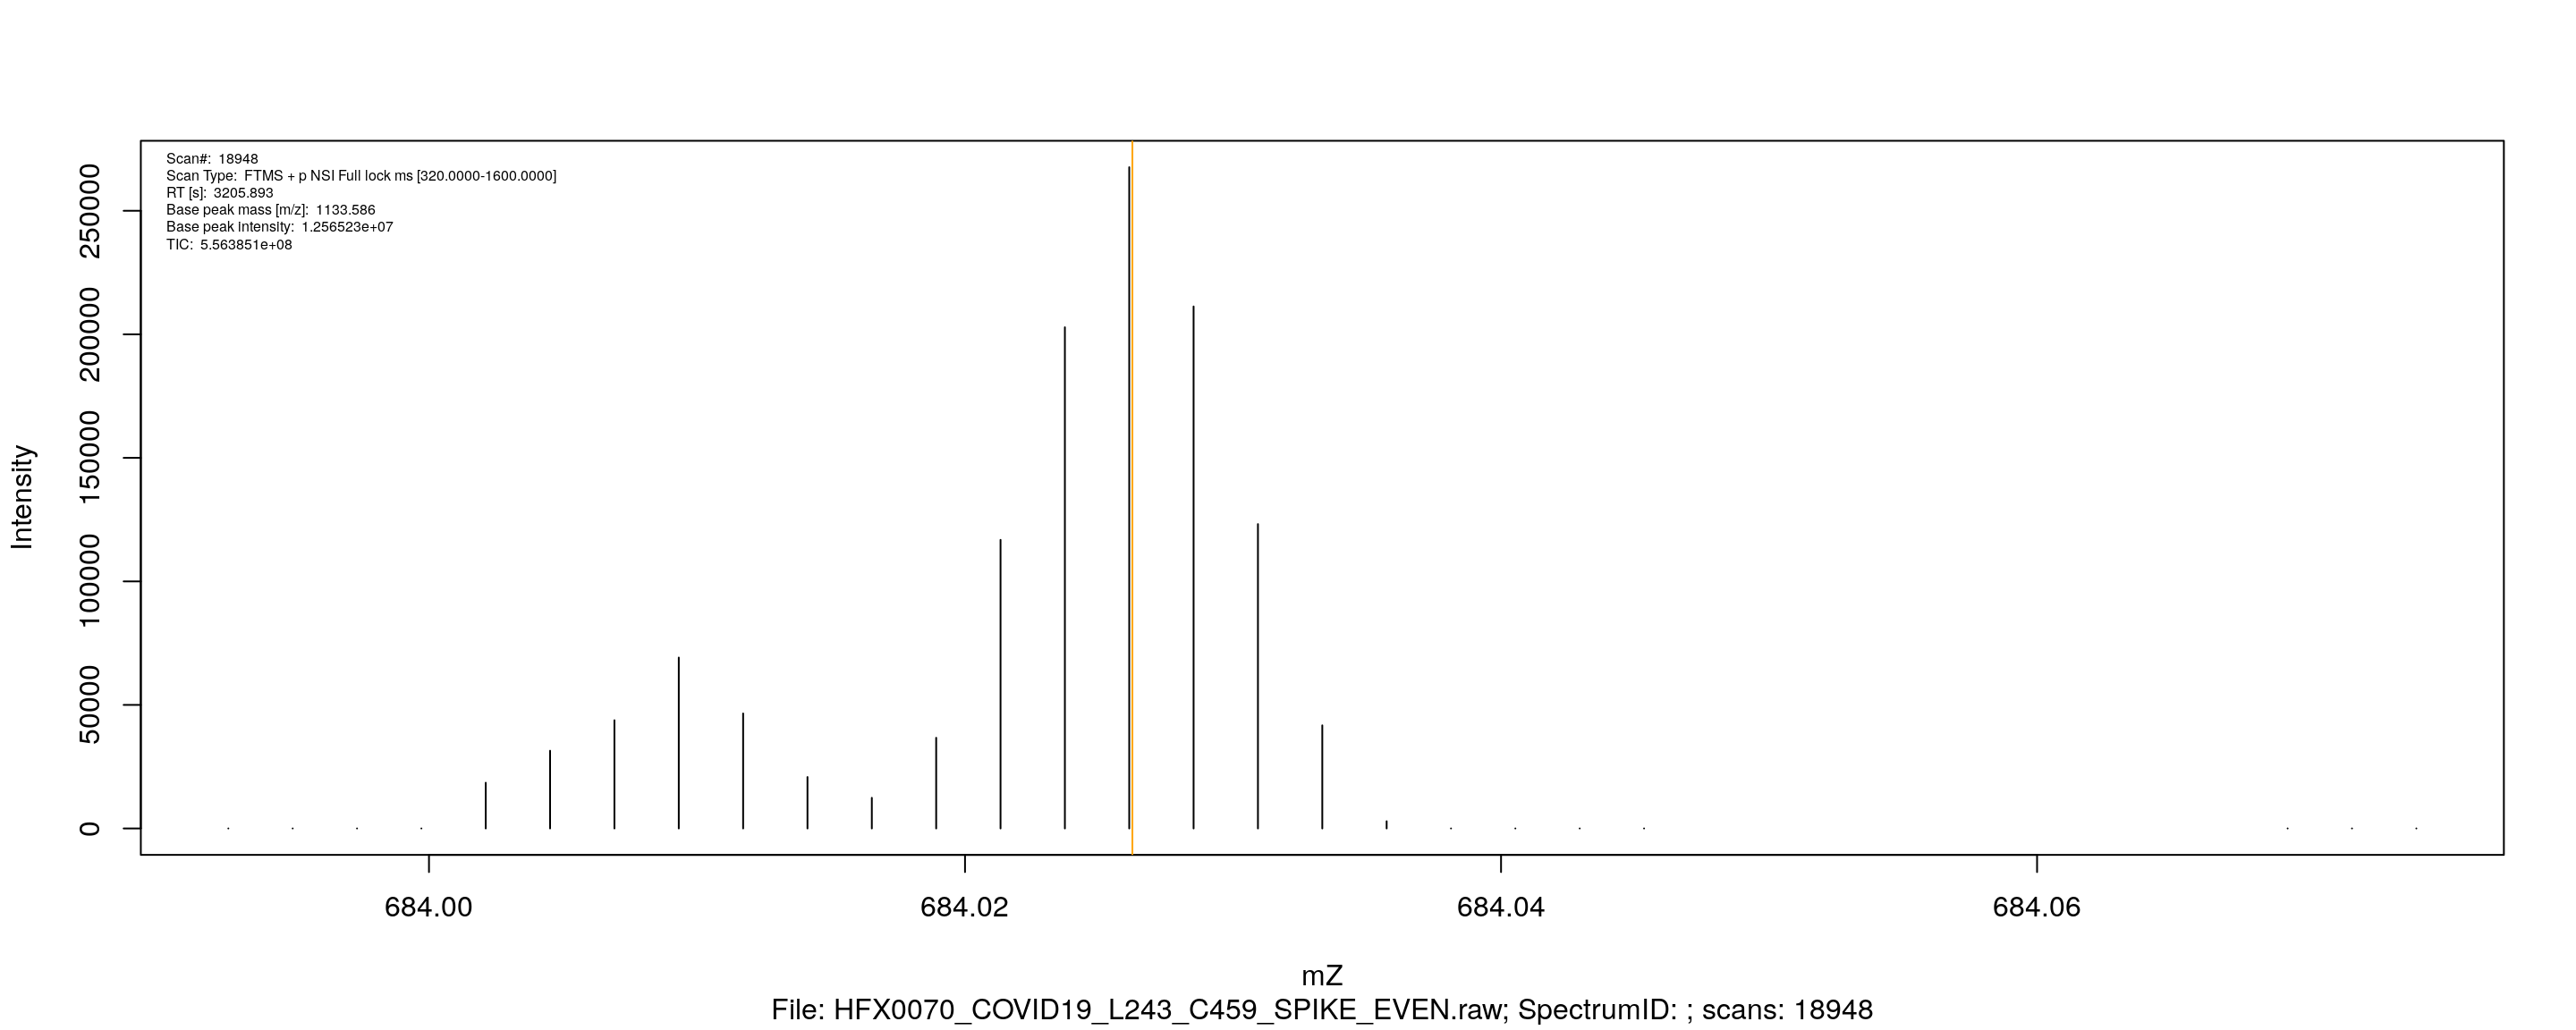 Scan#: 18948
Scan Type: FTMS + p NSI Full lock ms [320.0000-1600.0000]
RT [s]: 3205.893
Base peak mass [m/z]: 1133.586
Base peak intensity: 1.256523e+07
TIC: 5.563851e+08
250000
200000
150000
100000
50000
0
Intensity
684.00 684.02 684.04 684.06
mZ
File: HFX0070_COVID19_L243_C459_SPIKE_EVEN.raw; SpectrumID: ; scans: 18948